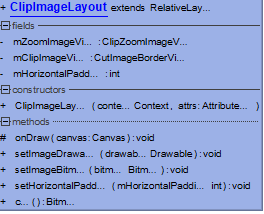 + ClipImageLayout extends RelativeLay...
fields
- mZoomImageVi... :ClipZoomImageV...
- mClipImageVi... :CutImageBorderVi...
- mHorizontalPadd... :int
constructors
+ ClipImageLay... (conte... Context, attrs:Attribute... )
methods
# onDraw(canvas:Canvas):void
+ setImageDrawa... (drawab... Drawable):void
+ setImageBitm... (bitm... Bitm... ):void
+ setHorizontalPadd... (mHorizontalPaddi... int):void
+ c... ():Bitm...